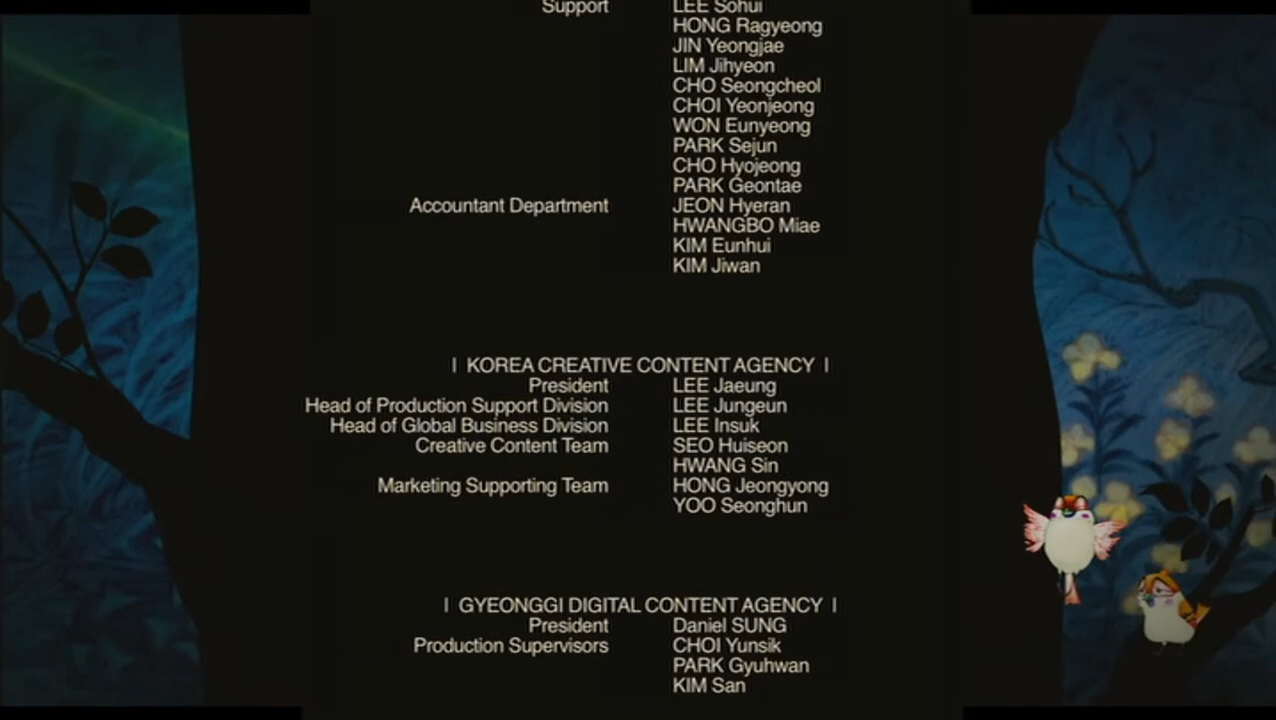 Support LEE Sohui
HONG Ragyeong
JIN Yeongjae
LIM Jihyeon
CHO Seongcheol
CHOI Yeonjeong
WON Eunyeong
PARK Sejun
CHO Hyojeong
PARK Geontae
Accountant Department JEON Hyeran
HWANGBO Miae
KIM Eunhui
KIM Jiwan
| KOREA CREATIVE CONTENT AGENCY |
President LEE Jaeung
Head of Production Support Division LEE Jungeun
Head of Global Business Division LEE Insuk
Creative Content Team SEO Huiseon
HWANG Sin
Marketing Supporting Team HONG Jeongyong
YOO Seonghun
| GYEONGGI DIGITAL CONTENT AGENCY |
President Daniel SUNG
Production Supervisors CHOI Yunsik
PARK Gyuhwan
KIM San